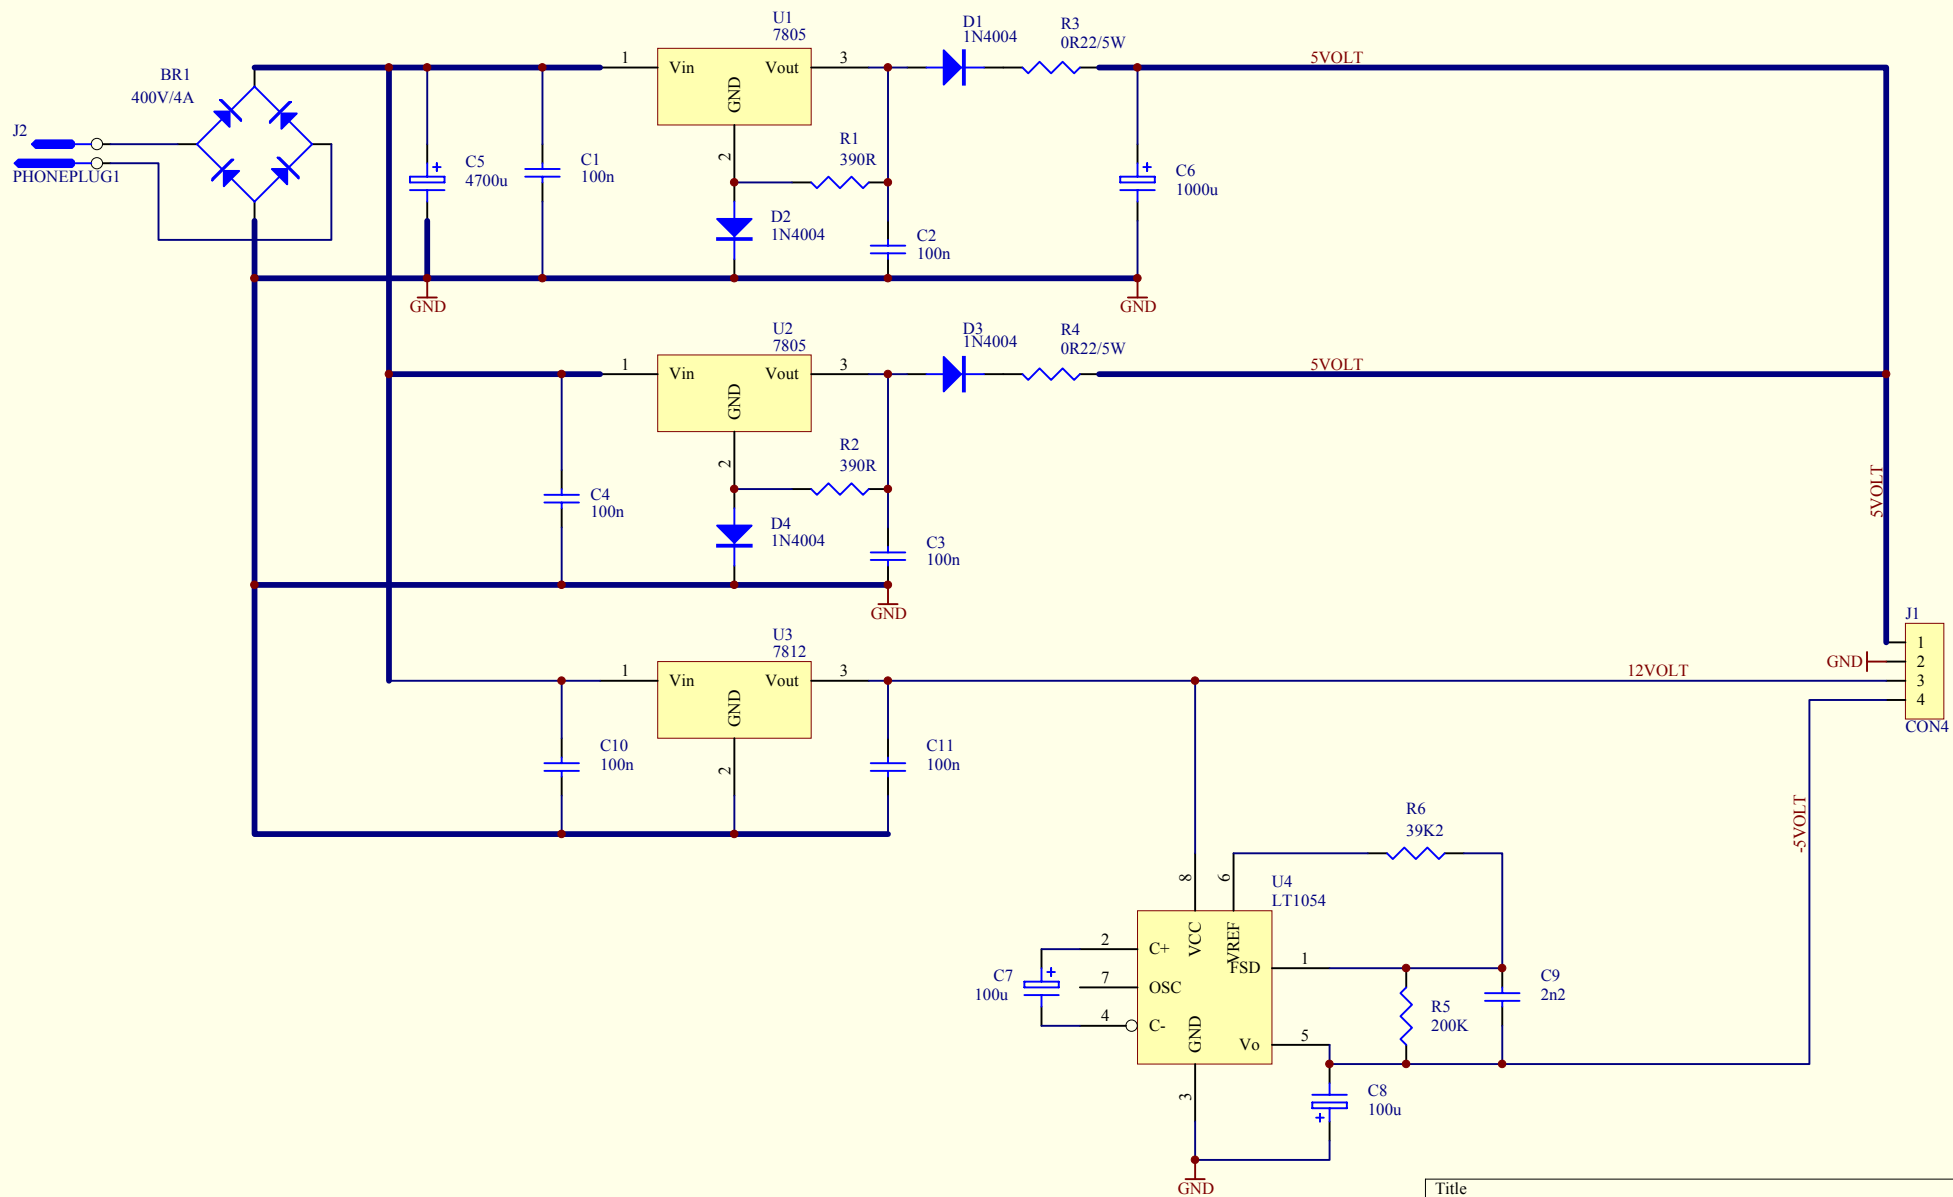 U1
7805
D1
1N4004
R3
0R22/5W
1
Vin
Vout
3
GND
2
5VOLT
BR1
400V/4A
J2
PHONEPLUG1
+
C5
4700u
C1
100n
R1
390R
D2
1N4004
C2
100n
+
C6
1000u
GND
GND
U2
7805
D3
1N4004
R4
0R22/5W
1
Vin
Vout
3
GND
2
5VOLT
R2
390R
C4
100n
D4
1N4004
C3
100n
GND
5VOLT
U3
7812
1
Vin
Vout
3
GND
2
12VOLT
J1
1
GND
2
3
4
CON4
C10
100n
C11
100n
-5VOLT
R6
39K2
8
6
U4
LT1054
2
C+
VCC
VREF
FSD
1
C7
100u
+
7
OSC
4
C-
GND
Vo
5
R5
200K
C9
2n2
3
C8
100u
+
GND
Title